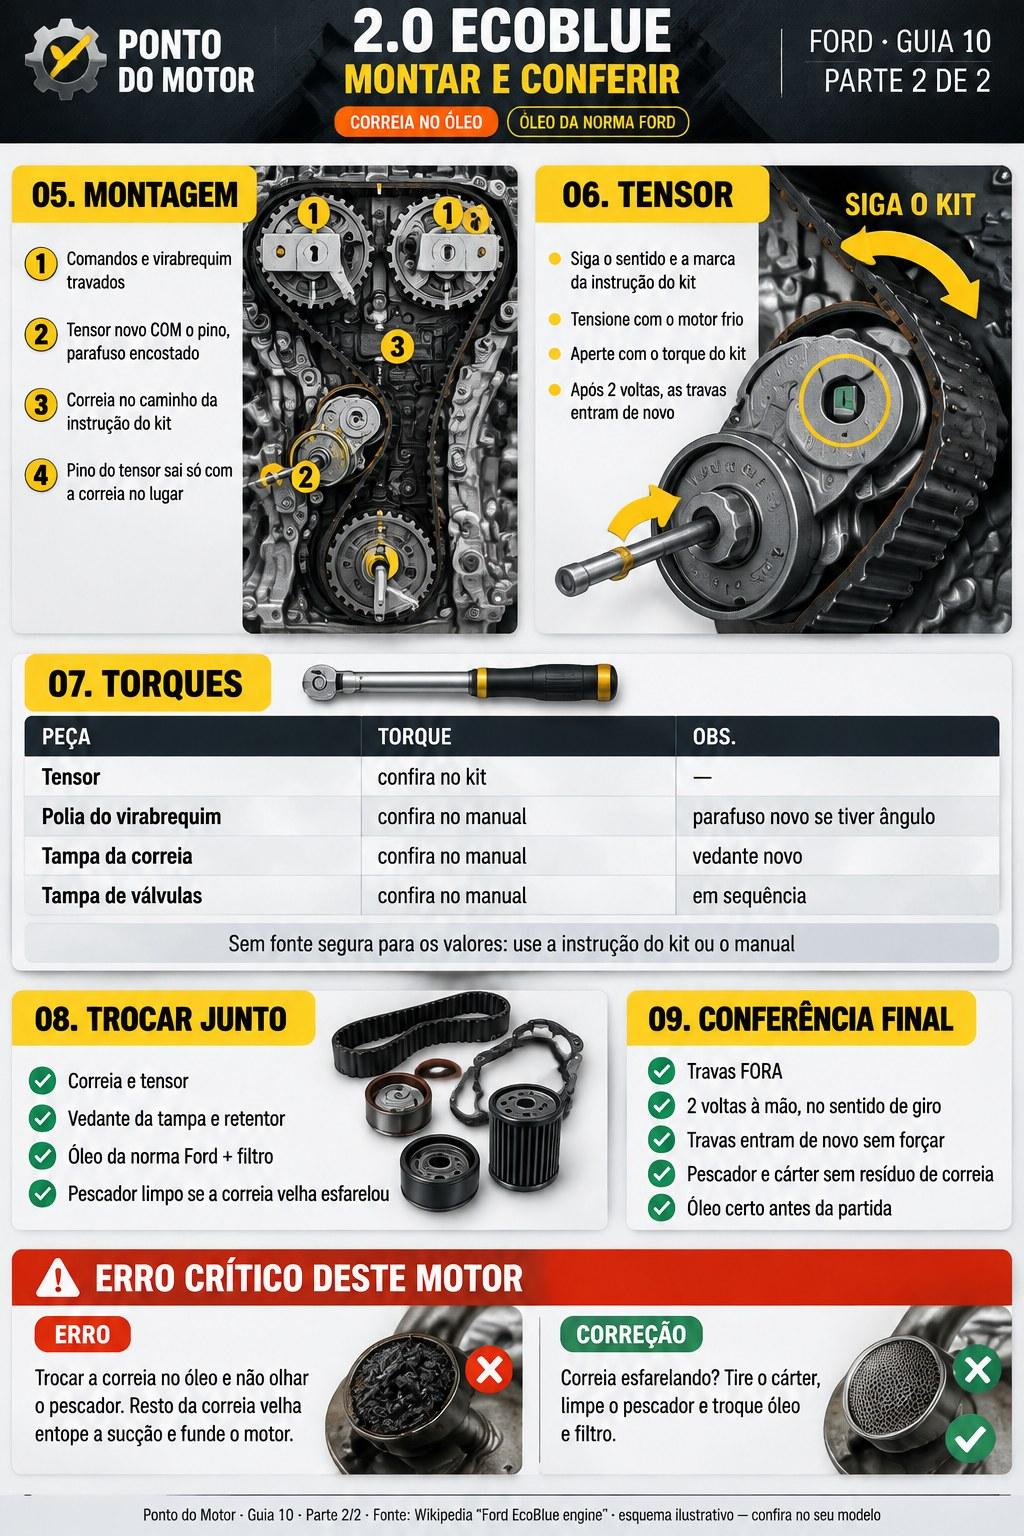 PONTO
DO MOTOR
2.0 ECOBLUE
MONTAR E CONFERIR
CORREIA NO ÓLEO
ÓLEO DA NORMA FORD
FORD · GUIA 10
PARTE 2 DE 2
05. MONTAGEM
1 Comandos e virabrequim
travados
2 Tensor novo COM o pino,
parafuso encostado
3 Correia no caminho da
instrução do kit
4 Pino do tensor sai só com
a correia no lugar
1
1
3
2
06. TENSOR
SIGA O KIT
Siga o sentido e a marca
da instrução do kit
Tensione com o motor frio
Aperte com o torque do kit
Após 2 voltas, as travas
entram de novo
07. TORQUES
PEÇA TORQUE OBS.
Tensor confira no kit —
Polia do virabrequim confira no manual parafuso novo se tiver ângulo
Tampa da correia confira no manual vedante novo
Tampa de válvulas confira no manual em sequência
Sem fonte segura para os valores: use a instrução do kit ou o manual
08. TROCAR JUNTO
Correia e tensor
Vedante da tampa e retentor
Óleo da norma Ford + filtro
Pescador limpo se a correia velha esfarelou
09. CONFERÊNCIA FINAL
Travas FORA
2 voltas à mão, no sentido de giro
Travas entram de novo sem forçar
Pescador e cárter sem resíduo de correia
Óleo certo antes da partida
ERRO CRÍTICO DESTE MOTOR
ERRO
Trocar a correia no óleo e não olhar
o pescador. Resto da correia velha
entope a sucção e funde o motor.
CORREÇÃO
Correia esfarelando? Tire o cárter,
limpe o pescador e troque óleo
e filtro.
Ponto do Motor · Guia 10 · Parte 2/2 · Fonte: Wikipedia "Ford EcoBlue engine" · esquema ilustrativo — confira no seu modelo